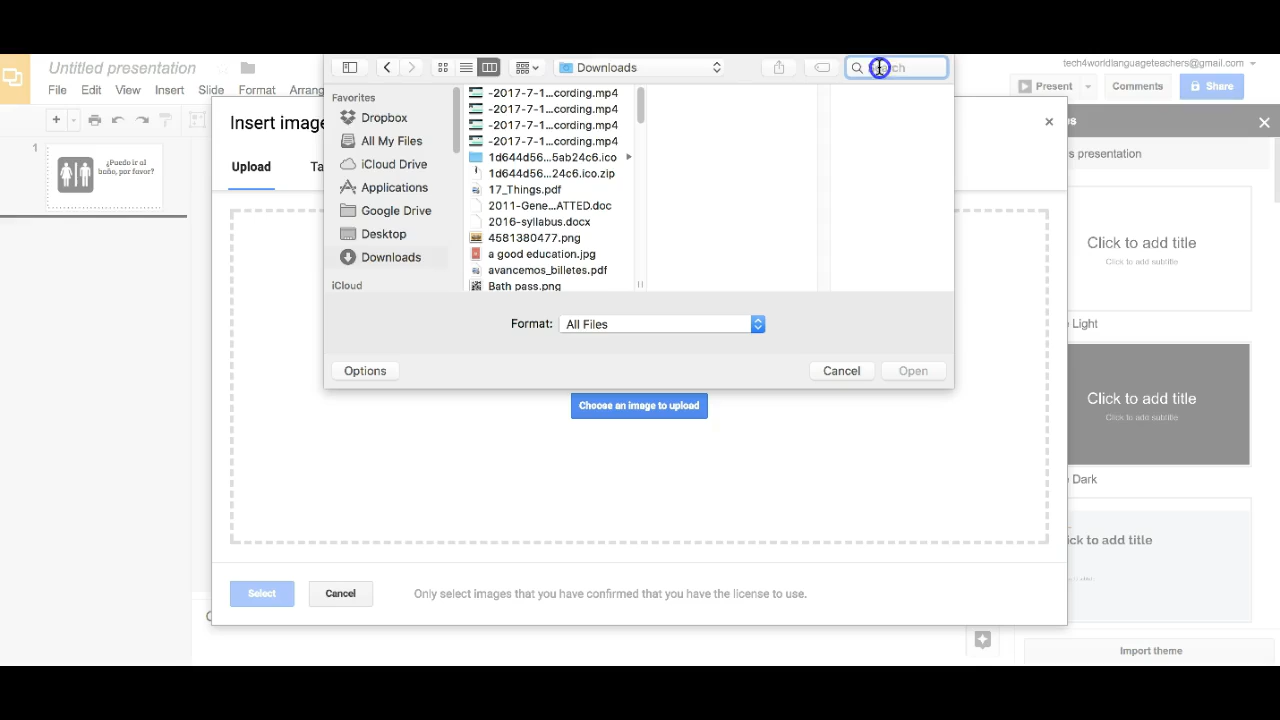 Untitled presentation
File Edit View Insert Slide Format Arrang
tech4worldlanguageteachers@gmail.com
Present
Comments
Share
1
¿Puedo ir al
baño, por favor?
Insert image
Upload
Downloads
Favorites
Dropbox
All My Files
iCloud Drive
Applications
Google Drive
Desktop
Downloads
iCloud
-2017-7-1...cording.mp4
-2017-7-1...cording.mp4
-2017-7-1...cording.mp4
-2017-7-1...cording.mp4
1d644d56...5ab24c6.ico
1d644d56...24c6.ico.zip
17_Things.pdf
2011-Gene...ATTED.doc
2016-syllabus.docx
4581380477.png
a good education.jpg
avancemos_billetes.pdf
Bath pass.png
Format: All Files
Options
Cancel
Open
Choose an image to upload
Select
Cancel
Only select images that you have confirmed that you have the license to use.
s presentation
Click to add title
Click to add subtitle
Light
Click to add title
Click to add subtitle
Dark
ick to add title
Import theme